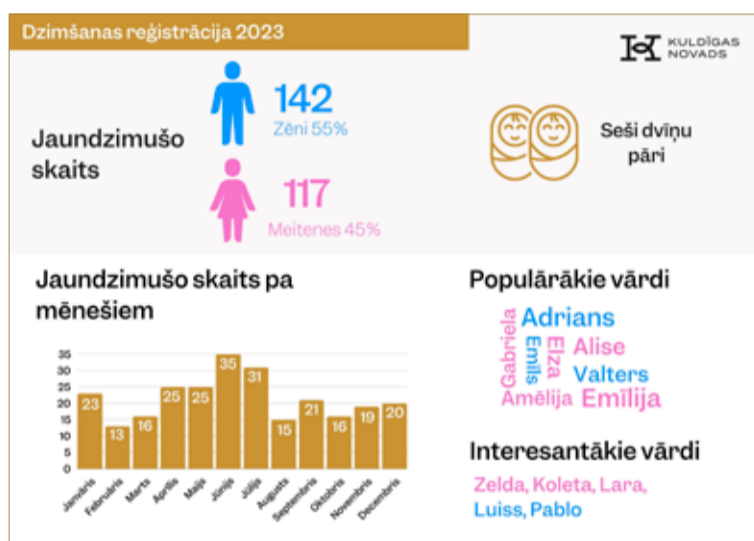 Dzimšanas reģistrācija 2023
KULDĪGAS
NOVADS
Jaundzimušo
skaits
142
Zēni 55%
117
Meitenes 45%
Seši dvīņu
pāri
Jaundzimušo skaits pa
mēnešiem
35
30
25
20
15
10
5
0
23
13
16
25
25
35
31
15
21
16
19
20
Janvāris
Februāris
Marts
Aprīlis
Maijs
Jūnijs
Jūlijs
Augusts
Septembris
Oktobris
Novembris
Decembris
Populārākie vārdi
Gabriela
Adrians
Emīls
Elza
Alise
Valters
Amēlija
Emīlija
Interesantākie vārdi
Zelda, Koleta, Lara,
Luiss, Pablo